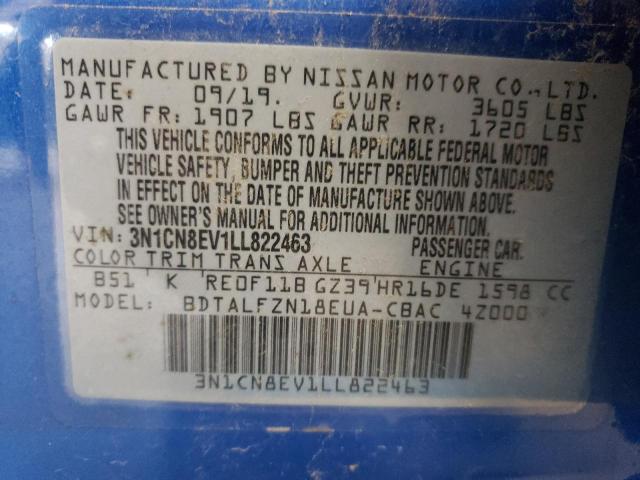 MANUFACTURED BY NISSAN MOTOR CO., LTD.
DATE: 09/19. GVWR: 3605 LBS
GAWR FR: 1907 LBS GAWR RR: 1720 LBS
THIS VEHICLE CONFORMS TO ALL APPLICABLE FEDERAL MOTOR
VEHICLE SAFETY, BUMPER AND THEFT PREVENTION STANDARDS
IN EFFECT ON THE DATE OF MANUFACTURE SHOWN ABOVE.
SEE OWNER'S MANUAL FOR ADDITIONAL INFORMATION.
VIN: 3N1CN8EV1LL822463 PASSENGER CAR.
COLOR TRIM TRANS AXLE ENGINE
B51 K RE0F11B GZ39 HR16DE 1598 CC
MODEL: BDTALFZN18EUA-CBAC 4Z000
3N1CN8EV1LL822463